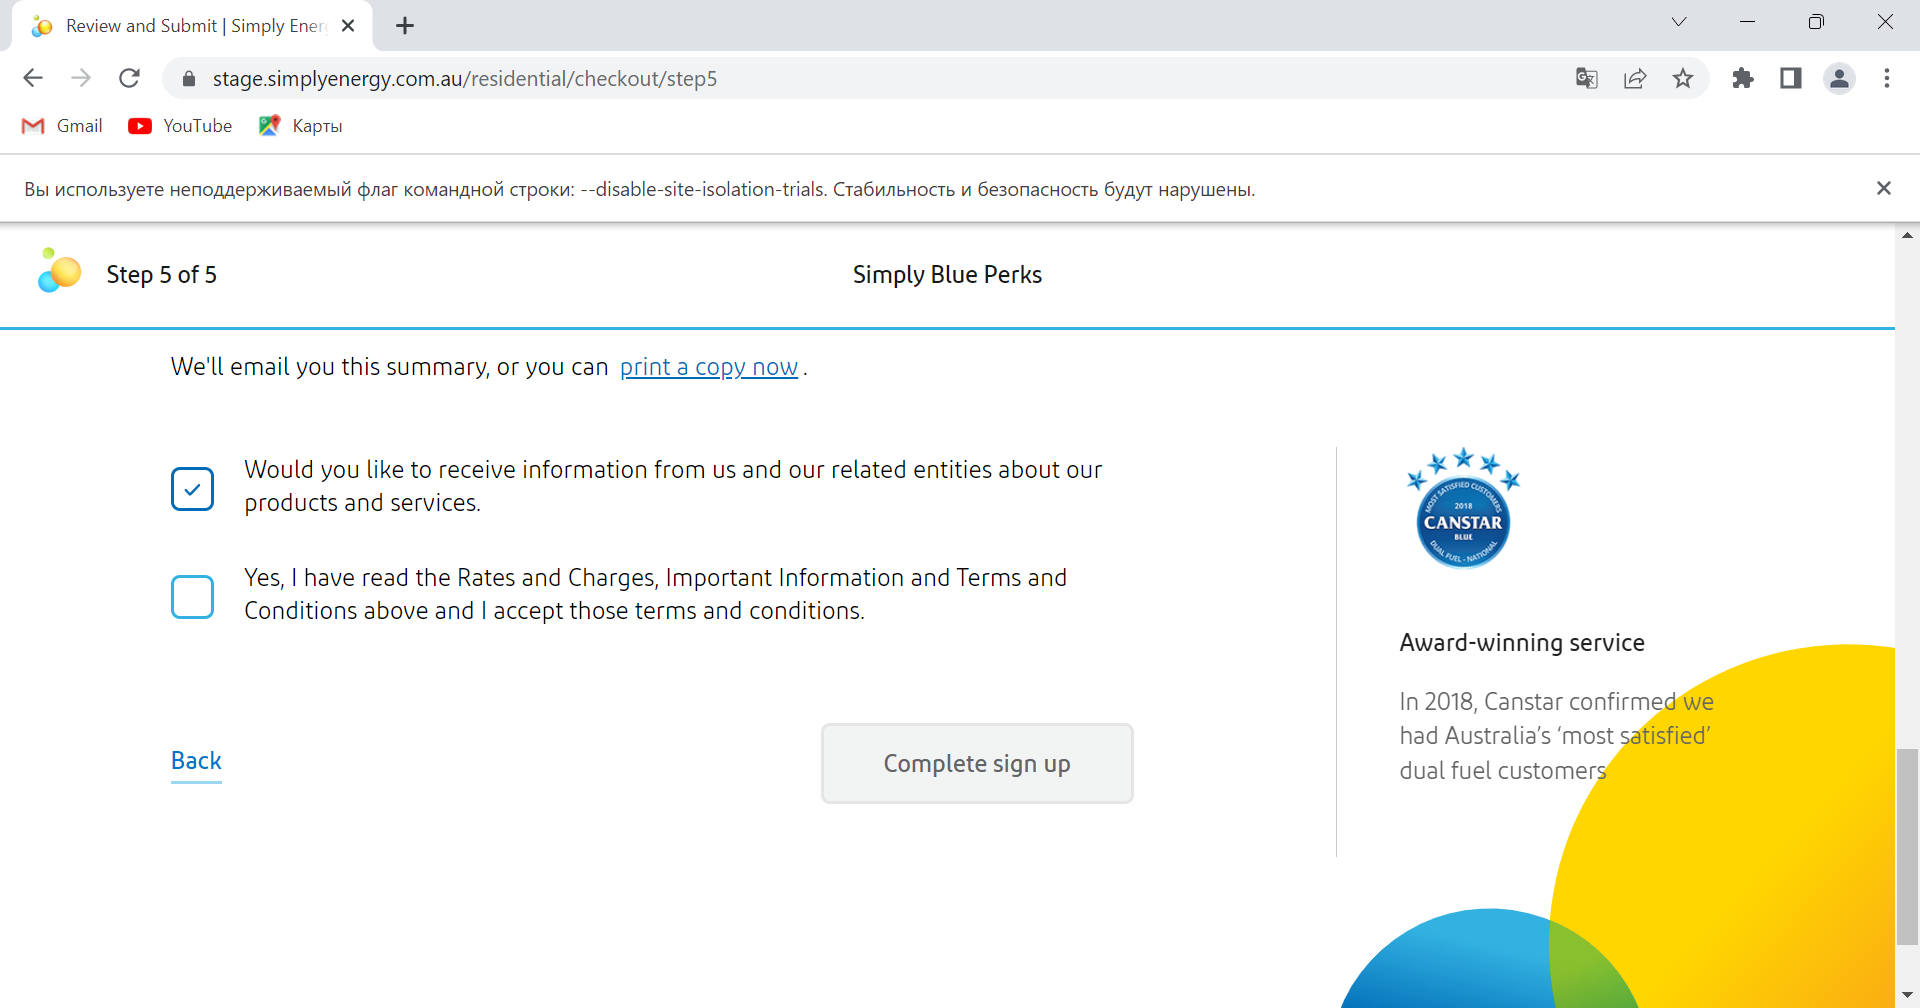 Review and Submit | Simply Ener
stage.simplyenergy.com.au/residential/checkout/step5
Gmail YouTube Карты
Вы используете неподдерживаемый флаг командной строки: --disable-site-isolation-trials. Стабильность и безопасность будут нарушены.
Step 5 of 5
Simply Blue Perks
We'll email you this summary, or you can print a copy now .
Would you like to receive information from us and our related entities about our
products and services.
Yes, I have read the Rates and Charges, Important Information and Terms and
Conditions above and I accept those terms and conditions.
Back
Complete sign up
MOST SATISFIED CUSTOMERS
2018
CANSTAR
BLUE
DUAL FUEL - NATIONAL
Award-winning service
In 2018, Canstar confirmed we
had Australia’s ‘most satisfied’
dual fuel customers